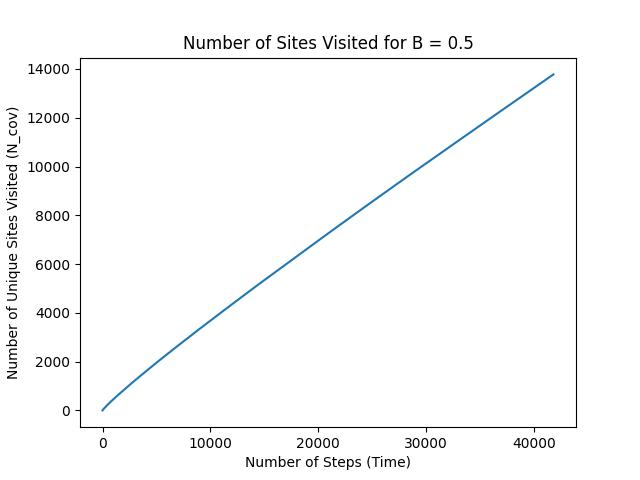 Number of Sites Visited for B = 0.5
Number of Unique Sites Visited (N_cov)
14000
12000
10000
8000
6000
4000
2000
0
0 10000 20000 30000 40000
Number of Steps (Time)